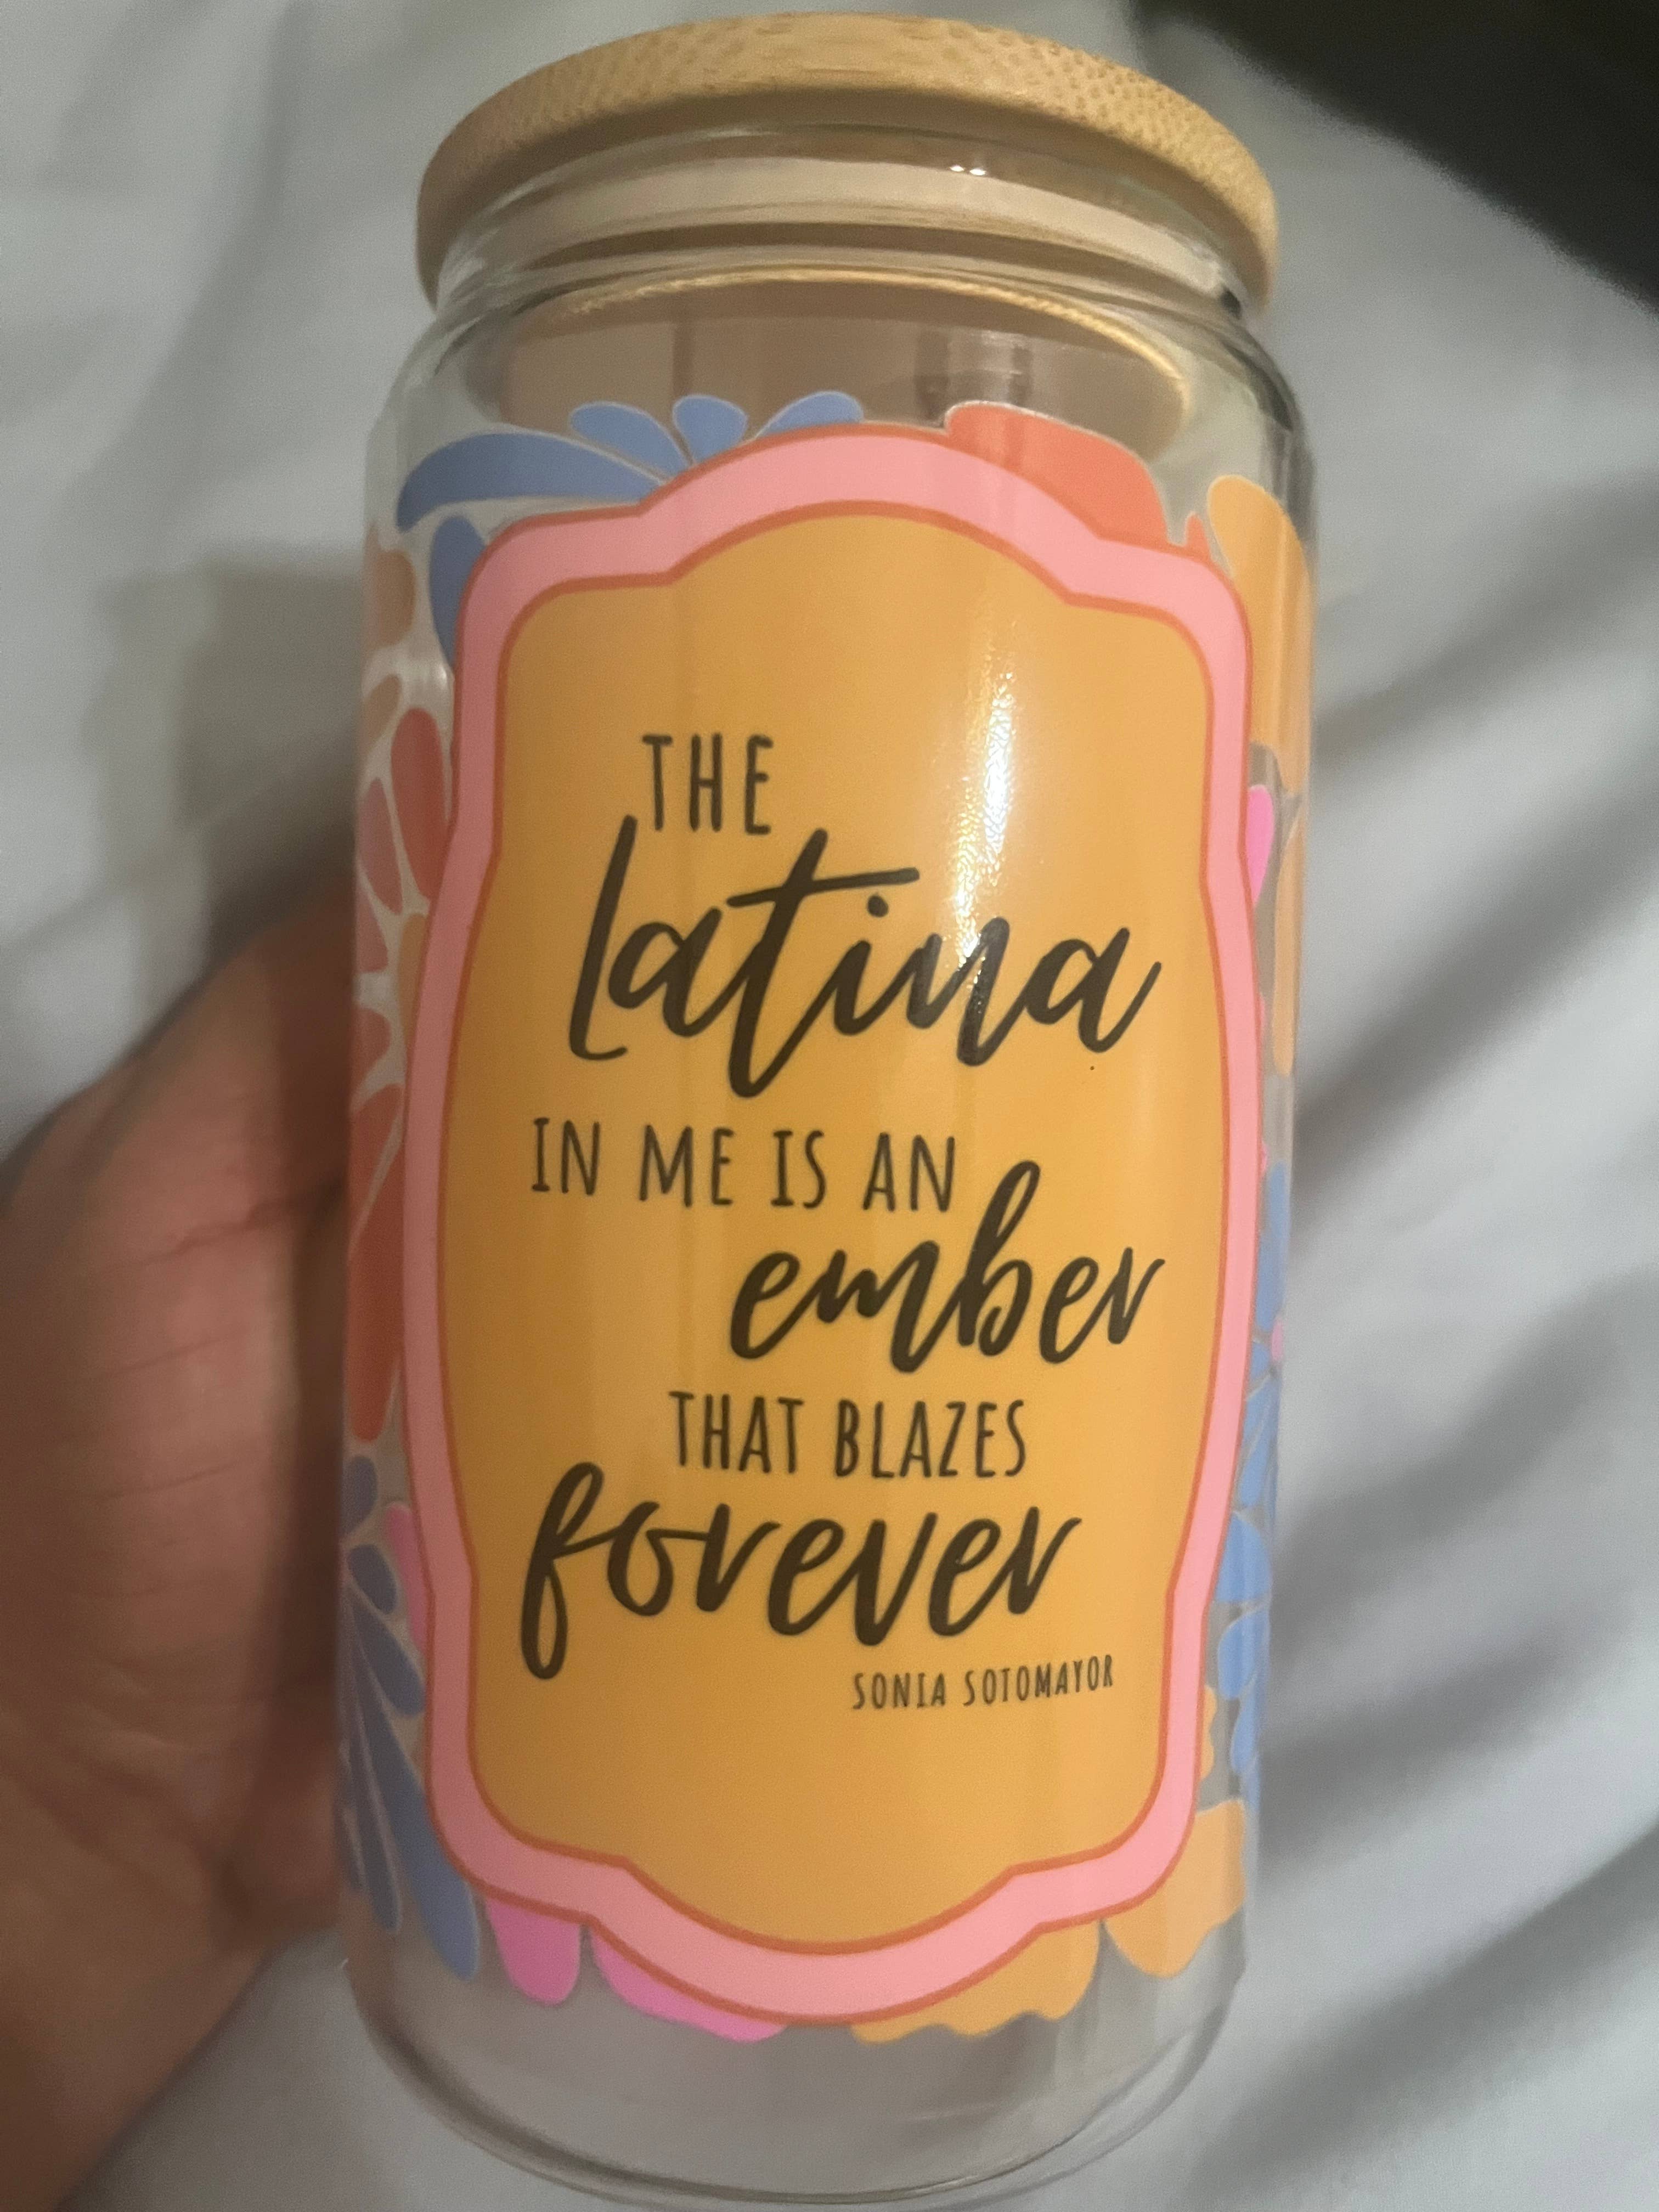 THE
Latina
IN ME IS AN
ember
THAT BLAZES
forever
SONIA SOTOMAYOR